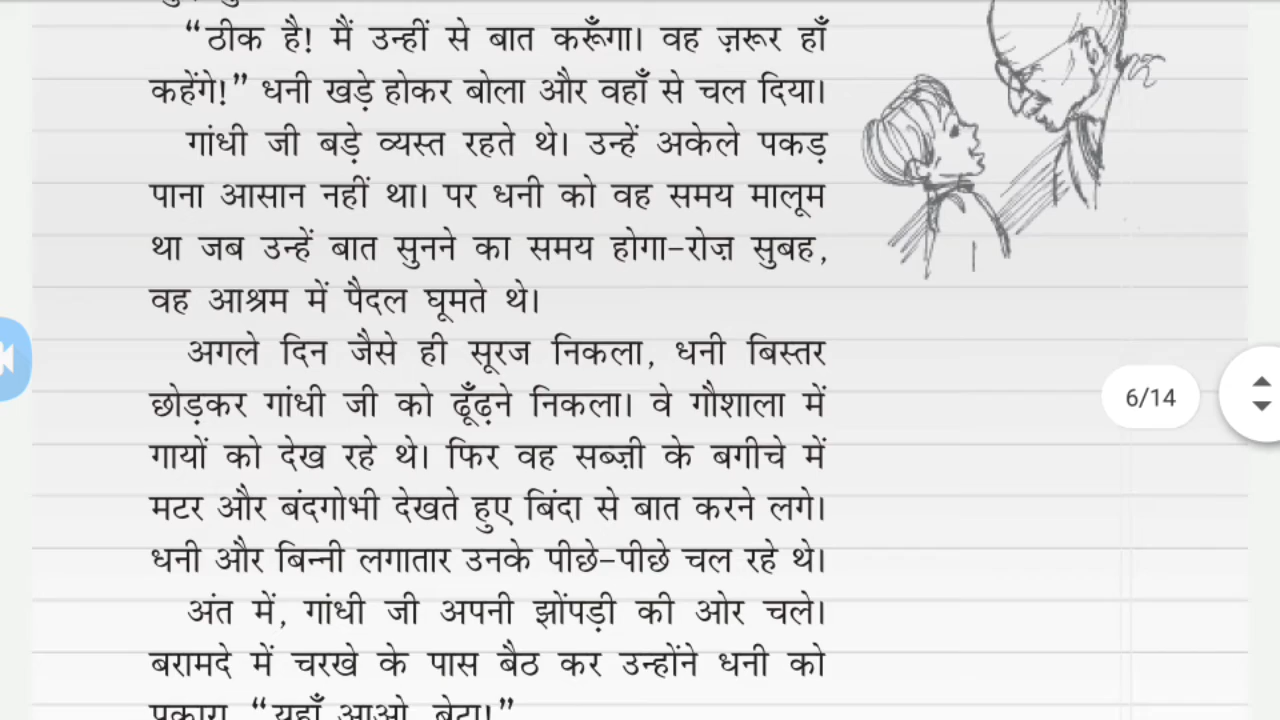 “ठीक है! मैं उन्हीं से बात करूँगा। वह ज़रूर हाँ
कहेंगे!” धनी खड़े होकर बोला और वहाँ से चल दिया।
गांधी जी बड़े व्यस्त रहते थे। उन्हें अकेले पकड़
पाना आसान नहीं था। पर धनी को वह समय मालूम
था जब उन्हें बात सुनने का समय होगा-रोज़ सुबह,
वह आश्रम में पैदल घूमते थे।
अगले दिन जैसे ही सूरज निकला, धनी बिस्तर
छोड़कर गांधी जी को ढूँढ़ने निकला। वे गौशाला में
गायों को देख रहे थे। फिर वह सब्ज़ी के बगीचे में
मटर और बंदगोभी देखते हुए बिंदा से बात करने लगे।
धनी और बिन्नी लगातार उनके पीछे-पीछे चल रहे थे।
अंत में, गांधी जी अपनी झोंपड़ी की ओर चले।
बरामदे में चरखे के पास बैठ कर उन्होंने धनी को
पुकारा, “यहाँ आओ, बेटा!”
6/14